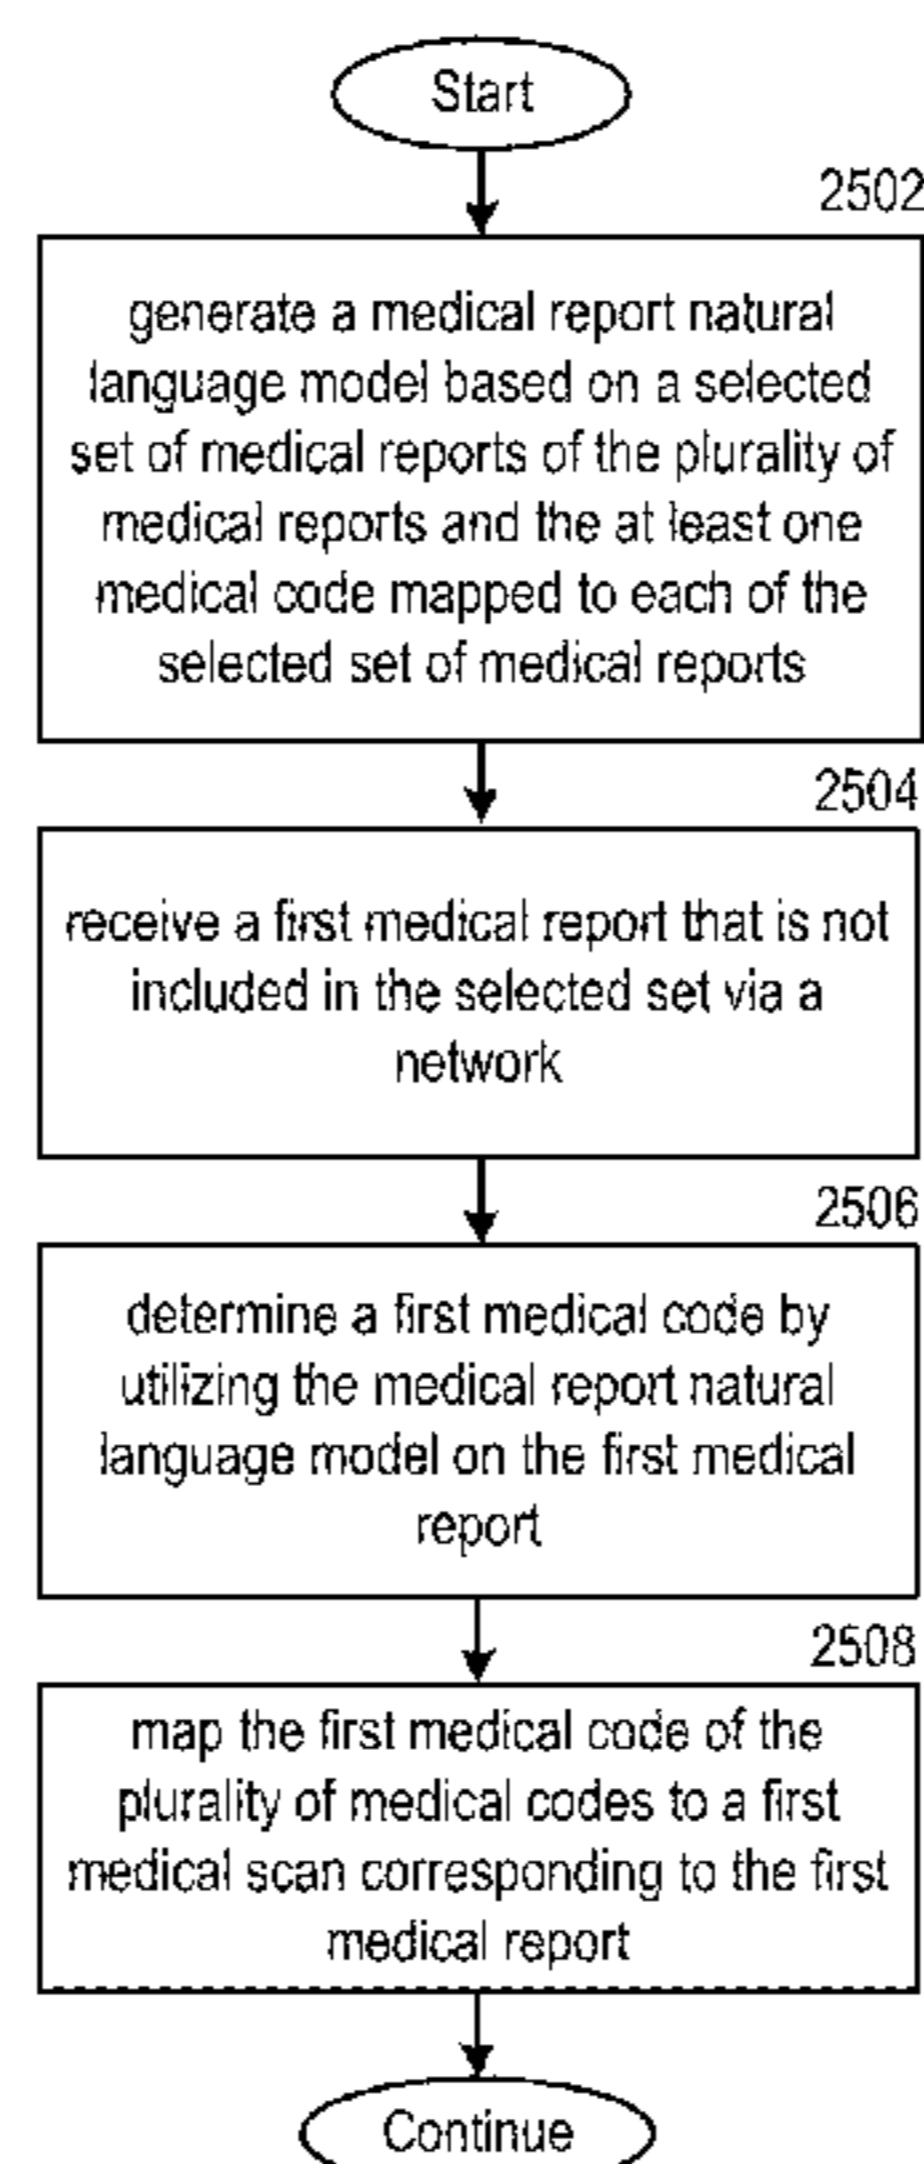 Start
2502
generate a medical report natural
language model based on a selected
set of medical reports of the plurality of
medical reports and the at least one
medical code mapped to each of the
selected set of medical reports
2504
receive a first medical report that is not
included in the selected set via a
network
2506
determine a first medical code by
utilizing the medical report natural
language model on the first medical
report
2508
map the first medical code of the
plurality of medical codes to a first
medical scan corresponding to the first
medical report
Continue